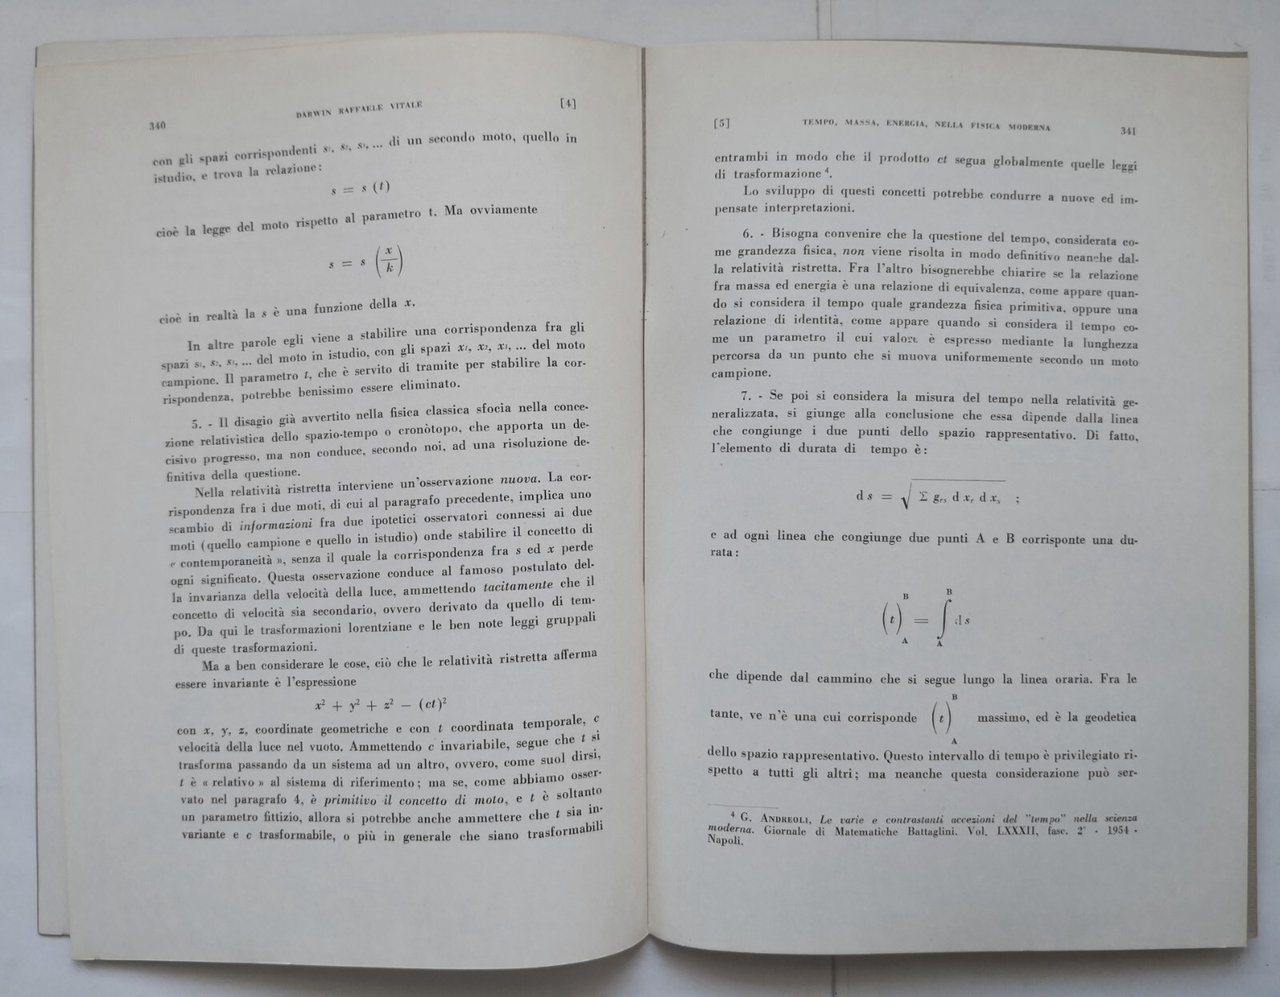 340
DARWIN RAFFAELE VITALE
[4]
con gli spazi corrispondenti s₁, s₂, s₃, ... di un secondo moto, quello in
istudio, e trova la relazione:
s = s (t)
cioè la legge del moto rispetto al parametro t. Ma ovviamente
s = s (x/k)
cioè in realtà la s è una funzione della x.
In altre parole egli viene a stabilire una corrispondenza fra gli
spazi s₁, s₂, s₃, ... del moto in istudio, con gli spazi x₁, x₂, x₃, ... del moto
campione. Il parametro t, che è servito di tramite per stabilire la cor-
rispondenza, potrebbe benissimo essere eliminato.
5. - Il disagio già avvertito nella fisica classica sfocia nella conce-
zione relativistica dello spazio-tempo o cronòtopo, che apporta un de-
cisivo progresso, ma non conduce, secondo noi, ad una risoluzione de-
finitiva della questione.
Nella relatività ristretta interviene un'osservazione nuova. La cor-
rispondenza fra i due moti, di cui al paragrafo precedente, implica uno
scambio di informazioni fra due ipotetici osservatori connessi ai due
moti (quello campione e quello in istudio) onde stabilire il concetto di
« contemporaneità », senza il quale la corrispondenza fra s ed x perde
ogni significato. Questa osservazione conduce al famoso postulato del-
la invarianza della velocità della luce, ammettendo tacitamente che il
concetto di velocità sia secondario, ovvero derivato da quello di tem-
po. Da qui le trasformazioni lorentziane e le ben note leggi gruppali
di queste trasformazioni.
Ma a ben considerare le cose, ciò che le relatività ristretta afferma
essere invariante è l'espressione
x² + y² + z² − (ct)²
con x, y, z, coordinate geometriche e con t coordinata temporale, c
velocità della luce nel vuoto. Ammettendo c invariabile, segue che t si
trasforma passando da un sistema ad un altro, ovvero, come suol dirsi,
t è « relativo » al sistema di riferimento; ma se, come abbiamo osser-
vato nel paragrafo 4, è primitivo il concetto di moto, e t è soltanto
un parametro fittizio, allora si potrebbe anche ammettere che t sia in-
variante e c trasformabile, o più in generale che siano trasformabili
[5]
TEMPO, MASSA, ENERGIA, NELLA FISICA MODERNA
341
entrambi in modo che il prodotto ct segua globalmente quelle leggi
di trasformazione ⁴.
Lo sviluppo di questi concetti potrebbe condurre a nuove ed im-
pensate interpretazioni.
6. - Bisogna convenire che la questione del tempo, considerata co-
me grandezza fisica, non viene risolta in modo definitivo neanche dal-
la relatività ristretta. Fra l'altro bisognerebbe chiarire se la relazione
fra massa ed energia è una relazione di equivalenza, come appare quan-
do si considera il tempo quale grandezza fisica primitiva, oppure una
relazione di identità, come appare quando si considera il tempo co-
me un parametro il cui valore è espresso mediante la lunghezza
percorsa da un punto che si muova uniformemente secondo un moto
campione.
7. - Se poi si considera la misura del tempo nella relatività ge-
neralizzata, si giunge alla conclusione che essa dipende dalla linea
che congiunge i due punti dello spazio rappresentativo. Di fatto,
l'elemento di durata di tempo è:
d s = √ Σ gᵣₛ d xᵣ d xₛ ;
e ad ogni linea che congiunge due punti A e B corrisponte una du-
rata:
B B
(t) = ∫ d s
A A
che dipende dal cammino che si segue lungo la linea oraria. Fra le
B
tante, ve n'è una cui corrisponde (t) massimo, ed è la geodetica
A
dello spazio rappresentativo. Questo intervallo di tempo è privilegiato ri-
spetto a tutti gli altri; ma neanche questa considerazione può ser-
⁴ G. ANDREOLI, Le varie e contrastanti accezioni del "tempo" nella scienza
moderna. Giornale di Matematiche Battaglini. Vol. LXXXII, fasc. 2° - 1954 -
Napoli.